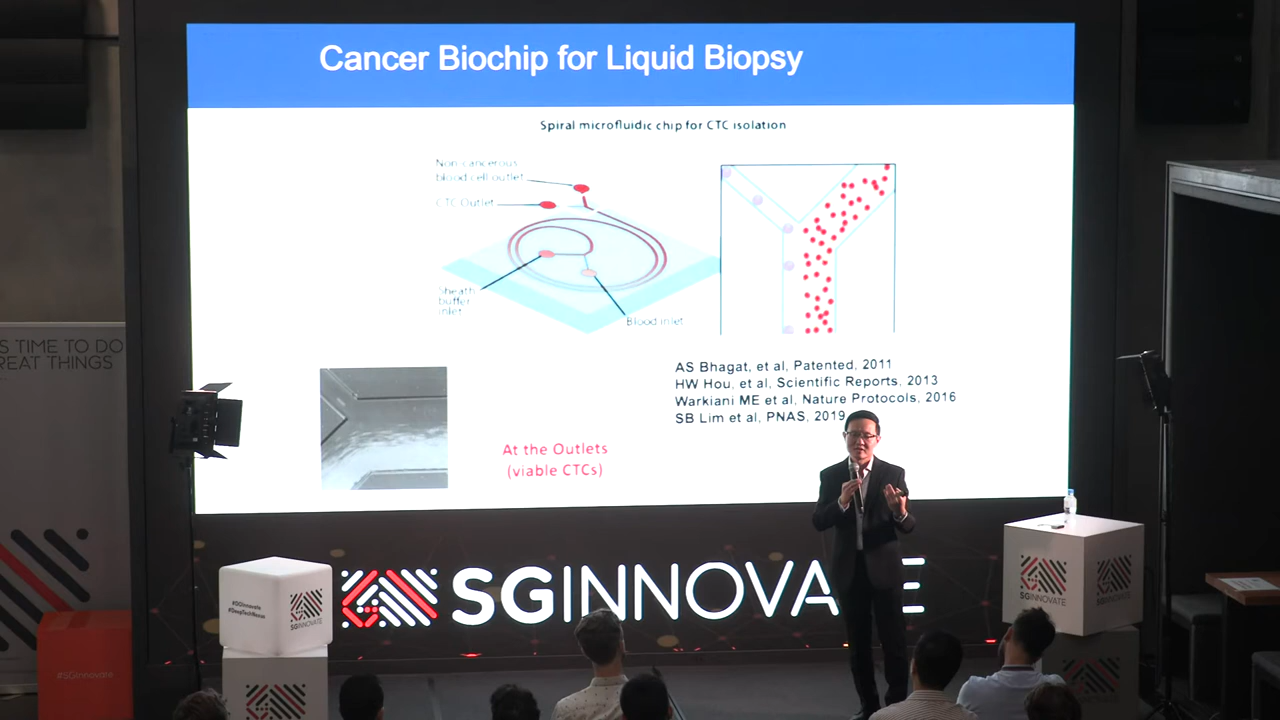 Cancer Biochip for Liquid Biopsy
Spiral microfluidic chip for CTC isolation
Non cancerous
blood cell outlet
CTC Outlet
Sheath
buffer
inlet
Blood inlet
AS Bhagat, et al, Patented, 2011
HW Hou, et al, Scientific Reports, 2013
Warkiani ME et al, Nature Protocols, 2016
SB Lim et al, PNAS, 2019
At the Outlets
(viable CTCs)
S TIME TO DO
REAT THINGS
SGINNOVA E
#SGInnovate
#DeepTechNexus
SGINNOVATE
SGINNOVATE
SGINNOVATE
#SGInnovate